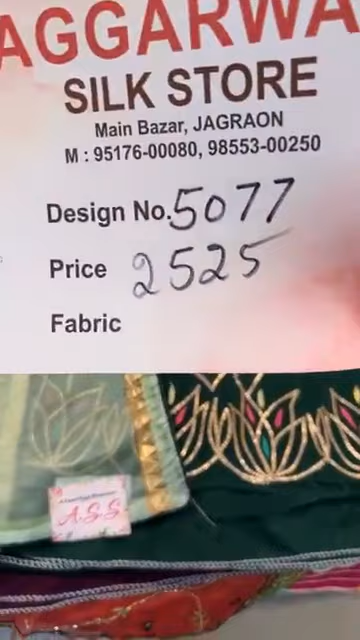 AGGARWA
SILK STORE
Main Bazar, JAGRAON
M : 95176-00080, 98553-00250
Design No. 5077
Price 2525
Fabric
A.S.S